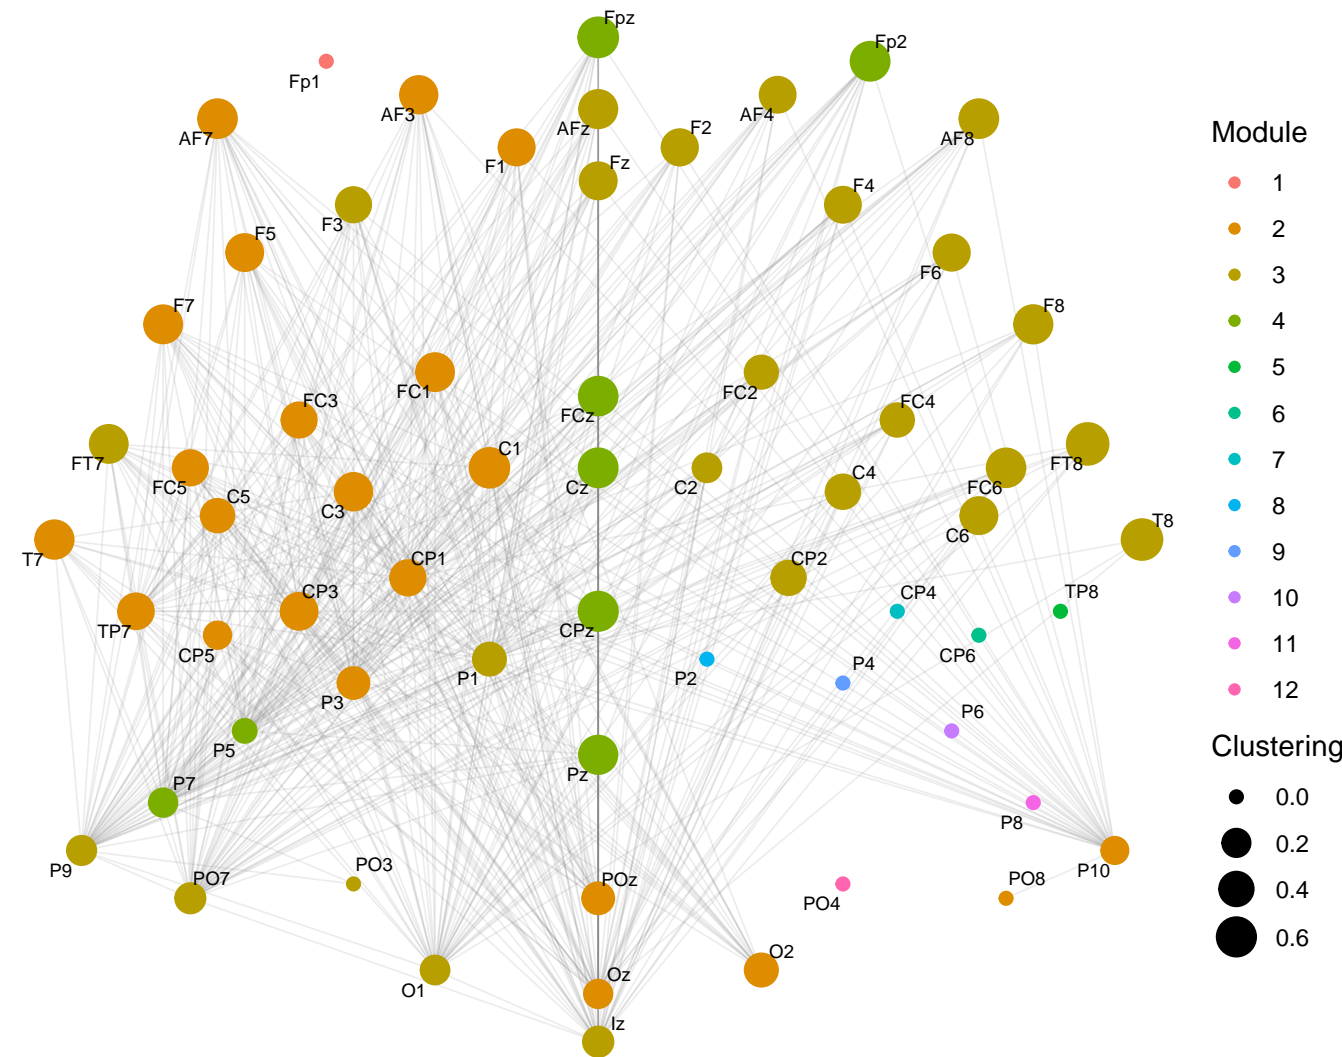 Fpz
Fp2
Fp1
AF3
AF4
AF7
AFz
AF8
F1
F2
Fz
F3
F4
F5
F6
F7
F8
FC1
FC2
FC3
FCz
FC4
FT7
FC5
C1
Cz
C2
C4
FC6
FT8
C5
C3
C6
T8
T7
CP1
CP2
CP3
CPz
CP4
TP8
TP7
CP5
CP6
P1
P2
P4
P3
P6
P5
Pz
P7
P8
P9
P10
PO7
PO3
POz
PO4
PO8
O1
Oz
O2
Iz
Module
1
2
3
4
5
6
7
8
9
10
11
12
Clustering
0.0
0.2
0.4
0.6